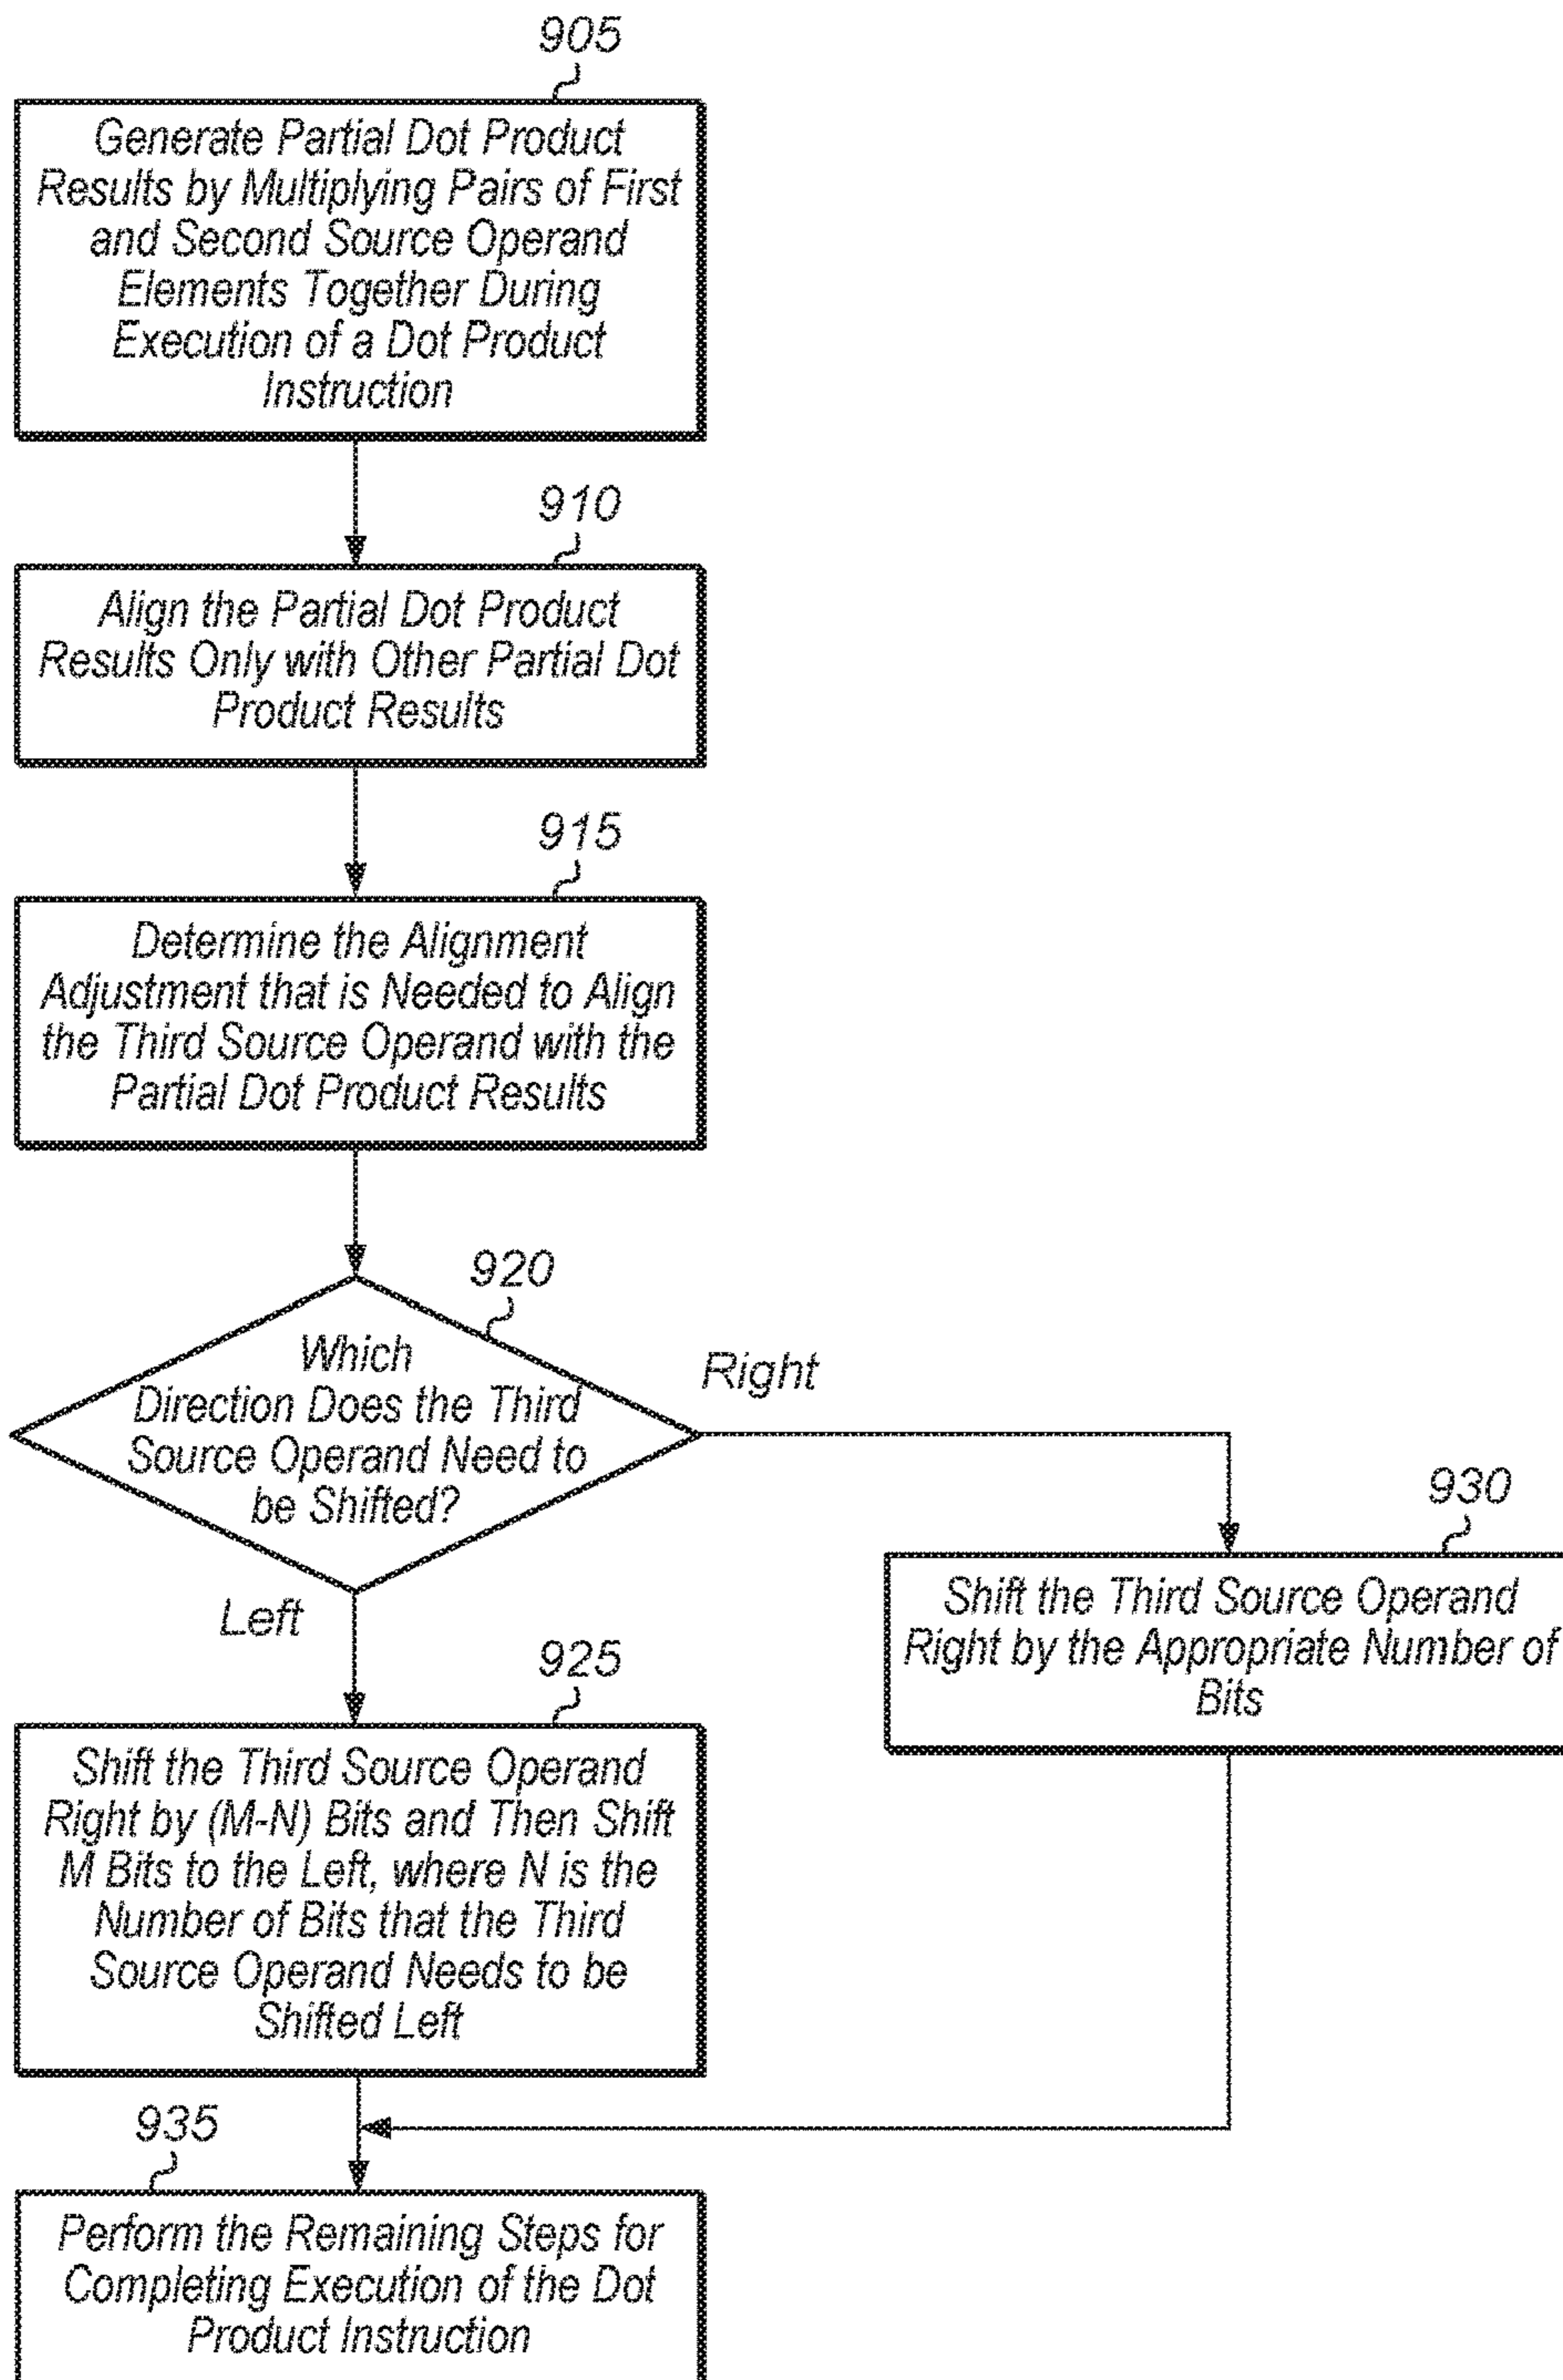 905
Generate Partial Dot Product
Results by Multiplying Pairs of First
and Second Source Operand
Elements Together During
Execution of a Dot Product
Instruction
910
Align the Partial Dot Product
Results Only with Other Partial Dot
Product Results
915
Determine the Alignment
Adjustment that is Needed to Align
the Third Source Operand with the
Partial Dot Product Results
920
Which
Direction Does the Third
Source Operand Need to
be Shifted?
Right
Left
930
Shift the Third Source Operand
Right by the Appropriate Number of
Bits
925
Shift the Third Source Operand
Right by (M-N) Bits and Then Shift
M Bits to the Left, where N is the
Number of Bits that the Third
Source Operand Needs to be
Shifted Left
935
Perform the Remaining Steps for
Completing Execution of the Dot
Product Instruction